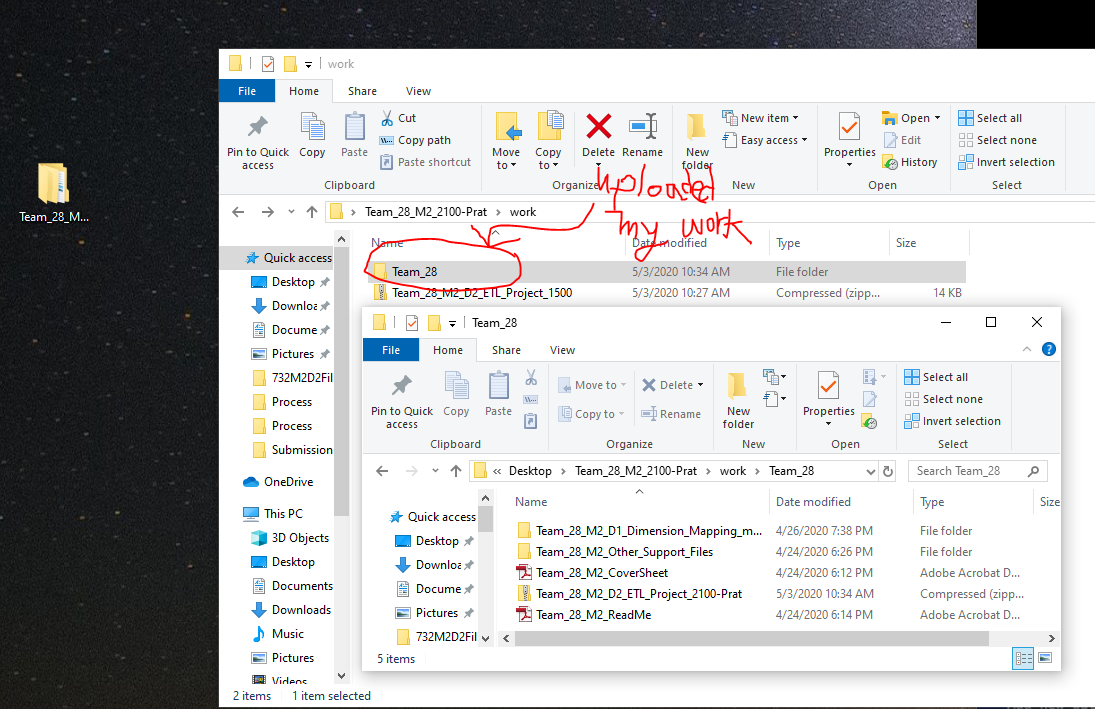 work
File Home Share View
Cut
Copy path
Paste shortcut
Pin to Quick access
Copy
Paste
Move to
Copy to
Delete
Rename
New folder
New item
Easy access
Properties
Open
Edit
History
Select all
Select none
Invert selection
Clipboard Organize New Open Select
uploaded
my work
Team_28_M...
Team_28_M2_2100-Prat > work
Name Date modified Type Size
Team_28 5/3/2020 10:34 AM File folder
Team_28_M2_D2_ETL_Project_1500 5/3/2020 10:27 AM Compressed (zipp... 14 KB
Quick access
Desktop
Downloa
Docume
Pictures
732M2D2Fil
Process
Process
Submission
OneDrive
This PC
3D Objects
Desktop
Documents
Downloads
Music
Pictures
Videos
2 items 1 item selected
Team_28
File Home Share View
Pin to Quick access
Copy
Paste
Move to
Copy to
Delete
Rename
New folder
Properties
Select all
Select none
Invert selection
Clipboard Organize New Open Select
« Desktop > Team_28_M2_2100-Prat > work > Team_28
Search Team_28
Name Date modified Type Size
Team_28_M2_D1_Dimension_Mapping_m... 4/26/2020 7:38 PM File folder
Team_28_M2_Other_Support_Files 4/24/2020 6:26 PM File folder
Team_28_M2_CoverSheet 4/24/2020 6:12 PM Adobe Acrobat D...
Team_28_M2_D2_ETL_Project_2100-Prat 5/3/2020 10:34 AM Compressed (zipp...
Team_28_M2_ReadMe 4/24/2020 6:14 PM Adobe Acrobat D...
Quick access
Desktop
Downloa
Docume
Pictures
732M2D2Fil
5 items